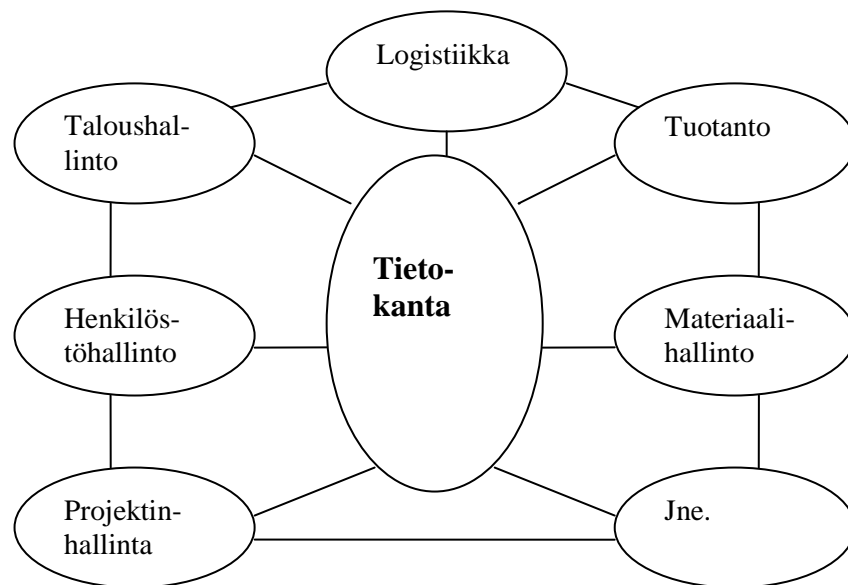 Logistiikka
Taloushal-
linto
Tuotanto
Tieto-
kanta
Henkilös-
töhallinto
Materiaali-
hallinto
Projektin-
hallinta
Jne.